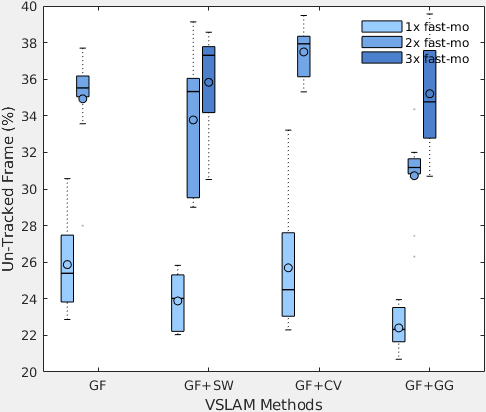 40
38
36
34
32
30
28
26
24
22
20
Un-Tracked Frame (%)
1x fast-mo
2x fast-mo
3x fast-mo
GF
GF+SW
GF+CV
GF+GG
VSLAM Methods